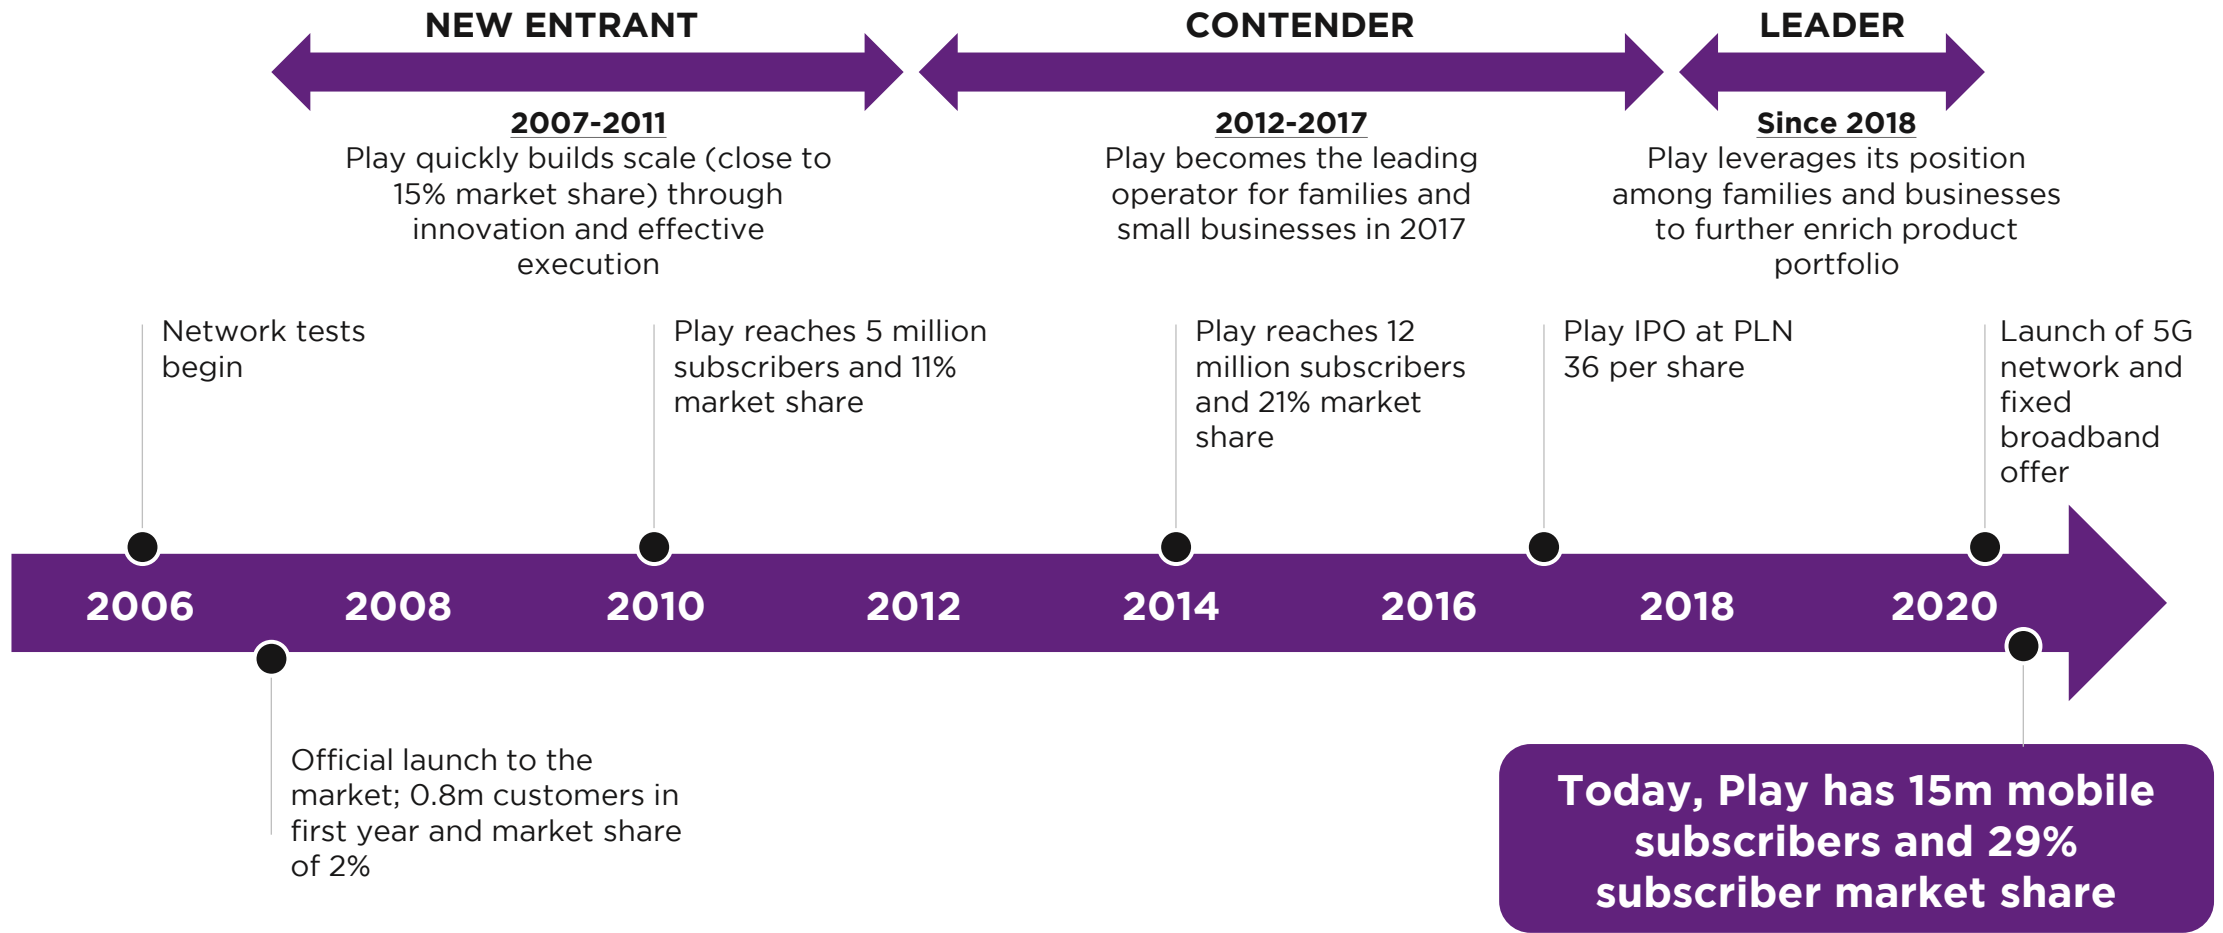 NEW ENTRANT
2007-2011
Play quickly builds scale (close to
15% market share) through
innovation and effective
execution
CONTENDER
2012-2017
Play becomes the leading
operator for families and
small businesses in 2017
LEADER
Since 2018
Play leverages its position
among families and businesses
to further enrich product
portfolio
Network tests
begin
Play reaches 5 million
subscribers and 11%
market share
Play reaches 12
million subscribers
and 21% market
share
Play IPO at PLN
36 per share
Launch of 5G
network and
fixed
broadband
offer
2006
2008
2010
2012
2014
2016
2018
2020
Official launch to the
market; 0.8m customers in
first year and market share
of 2%
Today, Play has 15m mobile
subscribers and 29%
subscriber market share